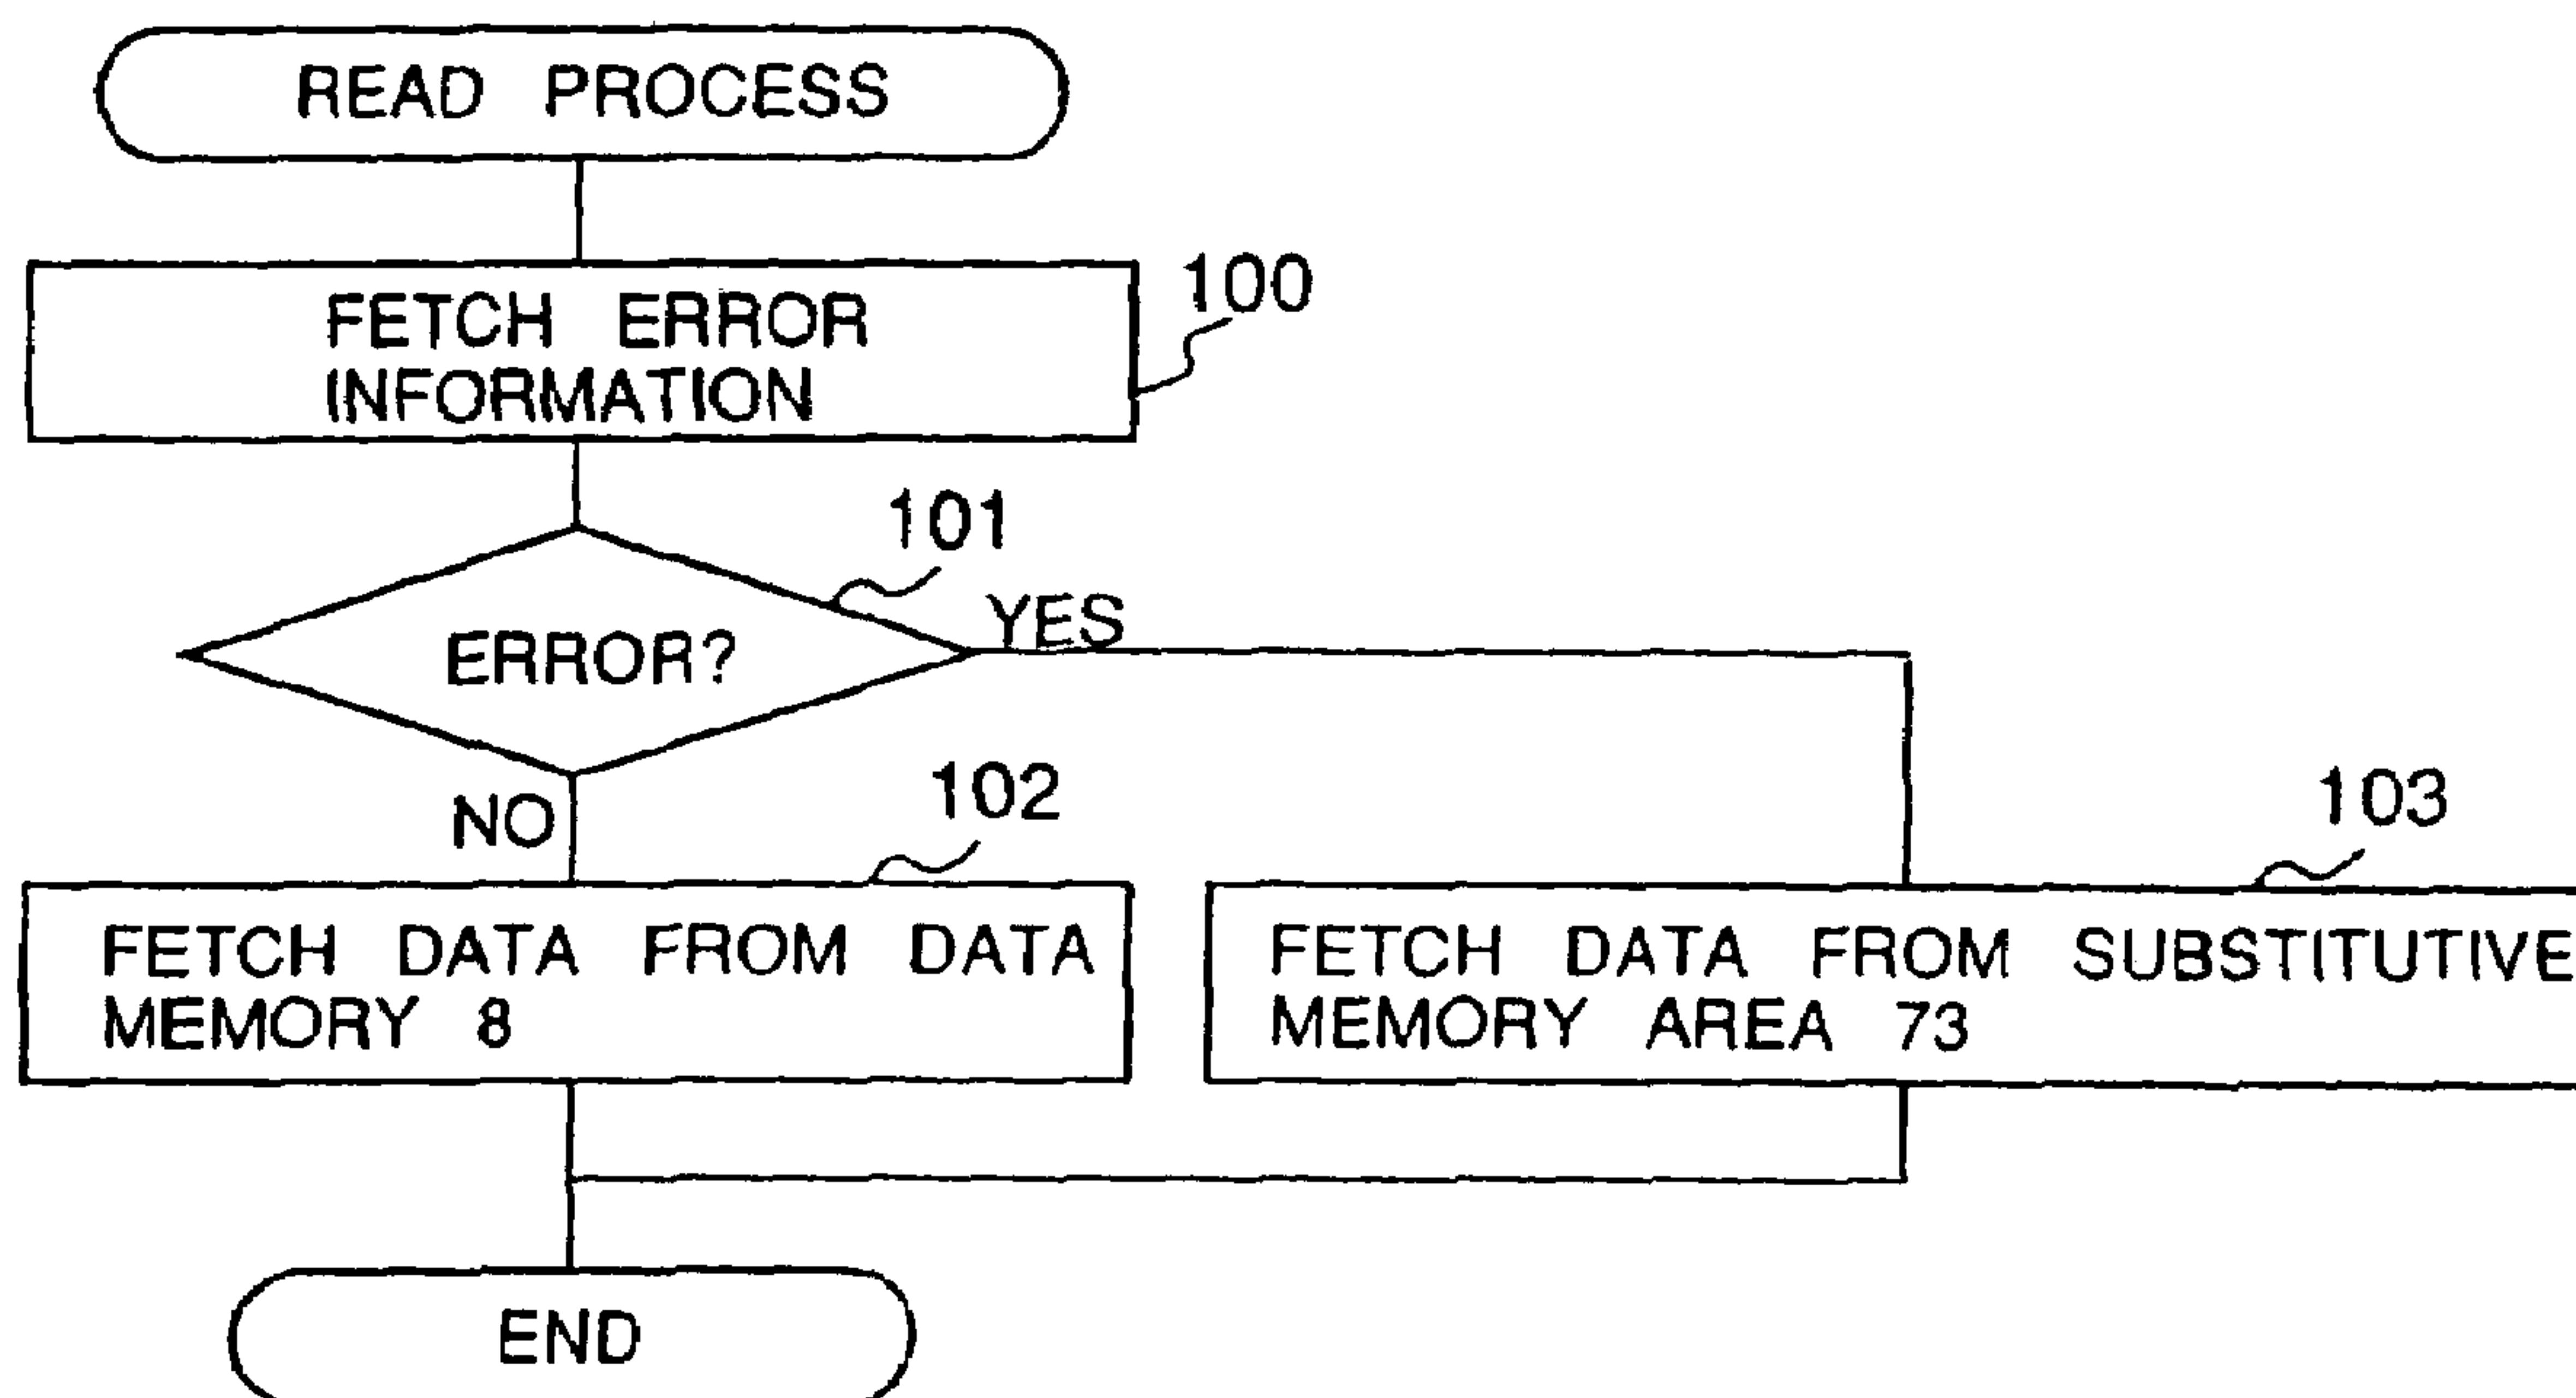 READ PROCESS
FETCH ERROR
INFORMATION
100
101
ERROR?
YES
NO
102
103
FETCH DATA FROM DATA
MEMORY 8
FETCH DATA FROM SUBSTITUTIVE
MEMORY AREA 73
END